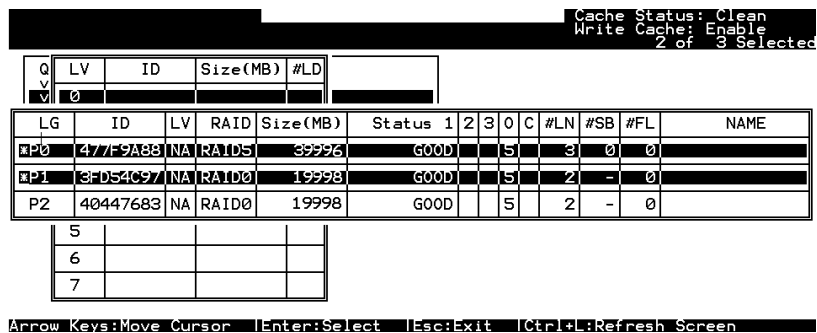 Cache Status: Clean
Write Cache: Enable
2 of 3 Selected
Q LV ID Size(MB) #LD
v
v 0
LG ID LV RAID Size(MB) Status 1 2 3 O C #LN #SB #FL NAME
*P0 477F9A88 NA RAID5 39996 GOOD 5 3 0 0
*P1 3FD54C97 NA RAID0 19998 GOOD 5 2 - 0
P2 40447683 NA RAID0 19998 GOOD 5 2 - 0
5
6
7
Arrow Keys:Move Cursor |Enter:Select |Esc:Exit |Ctrl+L:Refresh Screen